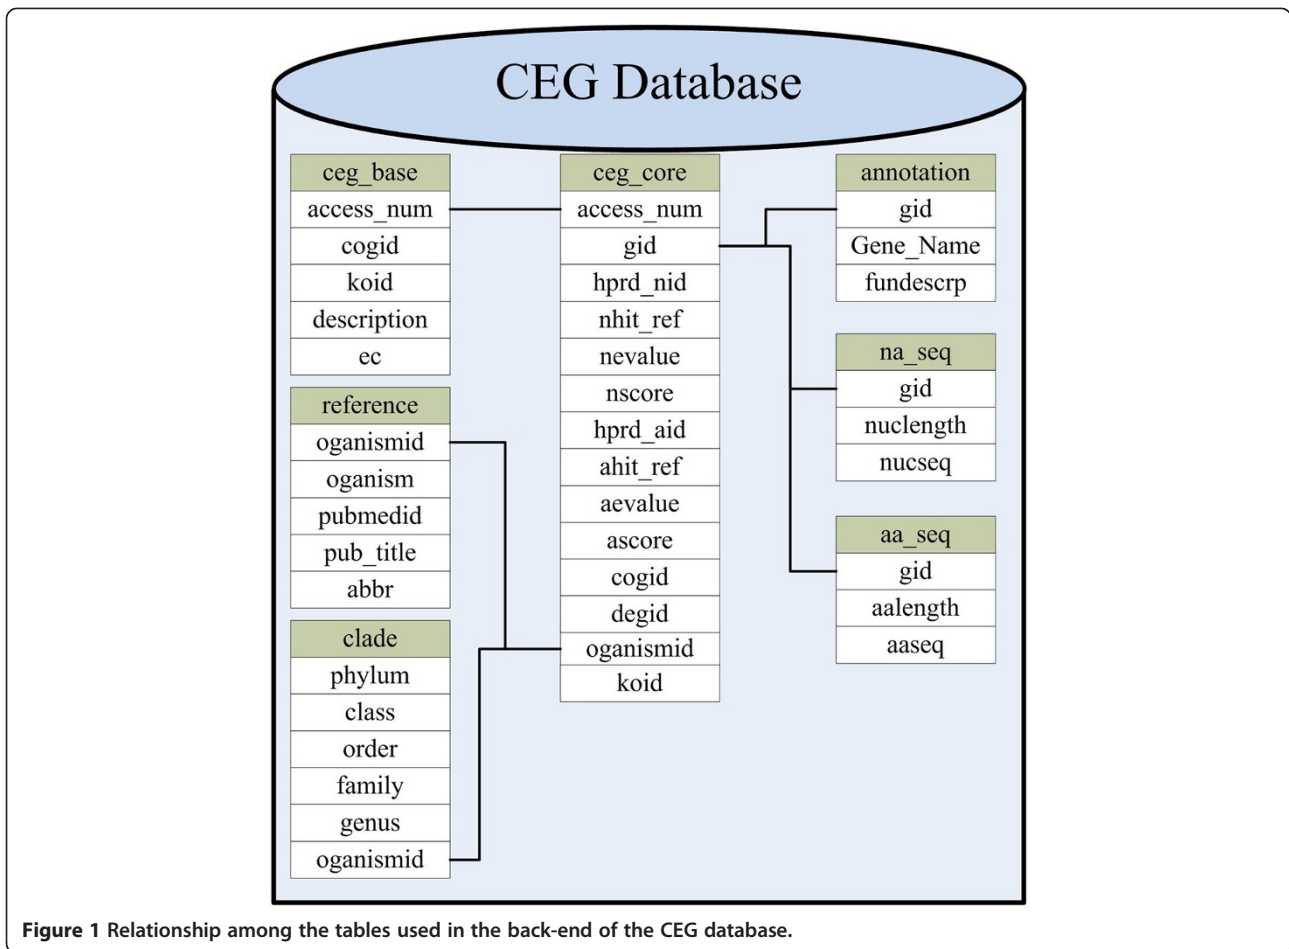 CEG Database
ceg_base
access_num
cogid
koid
description
ec
reference
oganismid
oganism
pubmedid
pub_title
abbr
clade
phylum
class
order
family
genus
oganismid
ceg_core
access_num
gid
hprd_nid
nhit_ref
nevalue
nscore
hprd_aid
ahit_ref
aevalue
ascore
cogid
degid
oganismid
koid
annotation
gid
Gene_Name
fundescrp
na_seq
gid
nuclength
nucseq
aa_seq
gid
aalength
aaseq
Figure 1 Relationship among the tables used in the back-end of the CEG database.